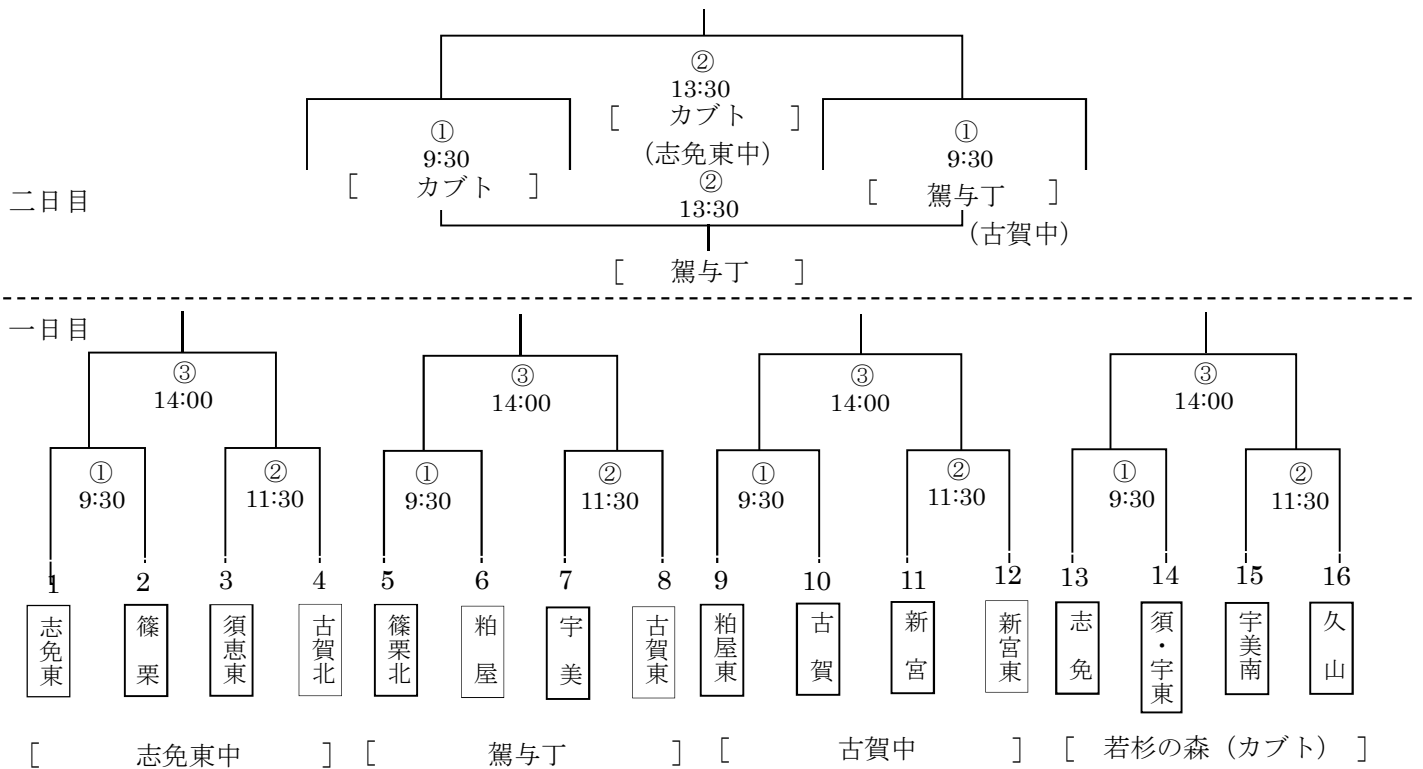 ②
13:30
[ カブト ]
(志免東中)
①
9:30
[ カブト ]
①
9:30
[ 駕与丁 ]
(古賀中)
二日目
②
13:30
[ 駕与丁 ]
一日目
③
14:00
③
14:00
③
14:00
③
14:00
①
9:30
②
11:30
①
9:30
②
11:30
①
9:30
②
11:30
①
9:30
②
11:30
1 2 3 4 5 6 7 8 9 10 11 12 13 14 15 16
志免東
篠栗
須恵東
古賀北
篠栗北
粕屋
宇美
古賀東
粕屋東
古賀
新宮
新宮東
志免
須・宇東
宇美南
久山
[ 志免東中 ] [ 駕与丁 ] [ 古賀中 ] [ 若杉の森(カブト) ]